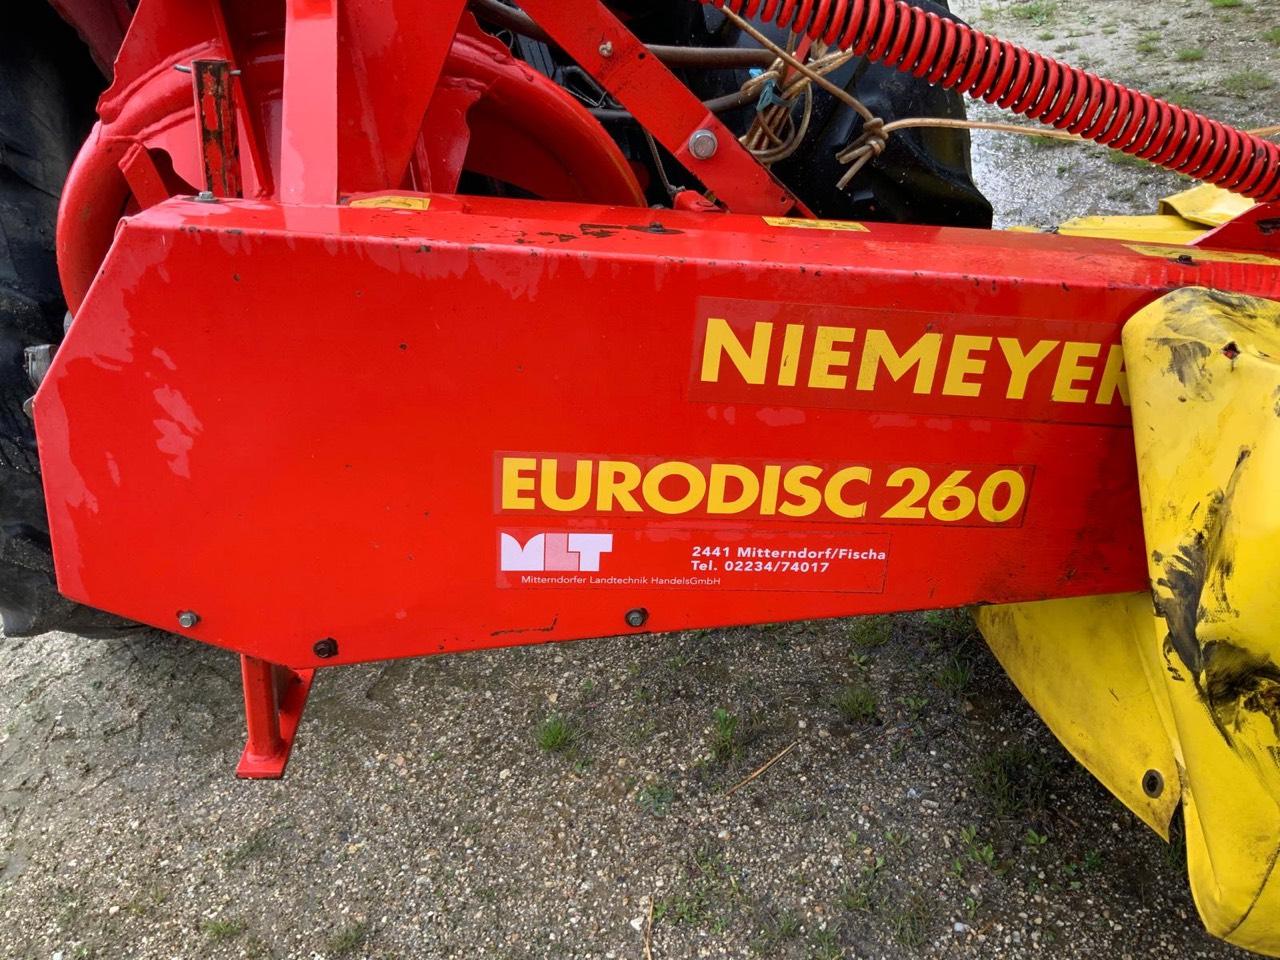 NIEMEYER
EURODISC 260
MLT
2441 Mitterndorf/Fischa
Tel. 02234/74017
Mitterndorfer Landtechnik HandelsGmbH